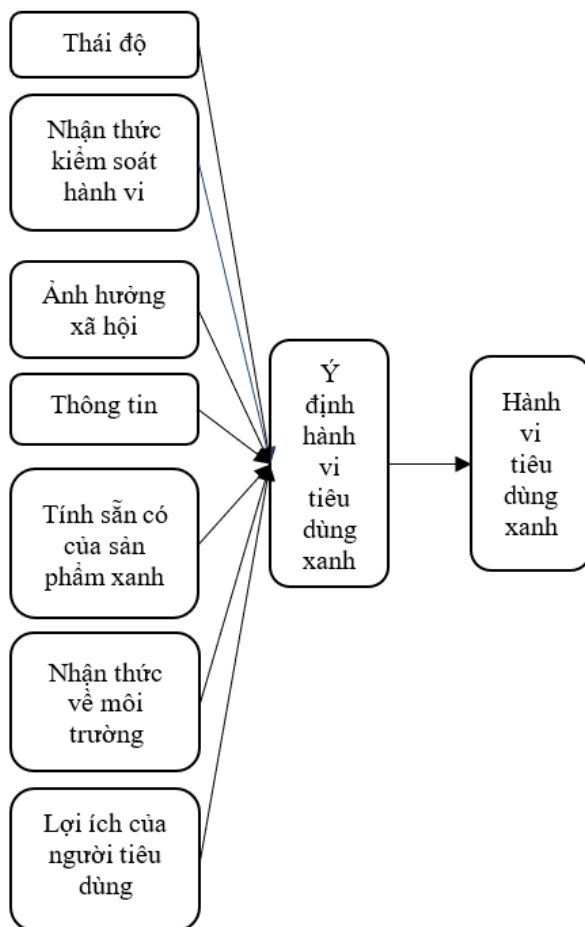 Thái độ
Nhận thức
kiểm soát
hành vi
Ảnh hưởng
xã hội
Thông tin
Tính sẵn có
của sản
phẩm xanh
Nhận thức
về môi
trường
Lợi ích của
người tiêu
dùng
Ý
định
hành
vi
tiêu
dùng
xanh
Hành
vi
tiêu
dùng
xanh